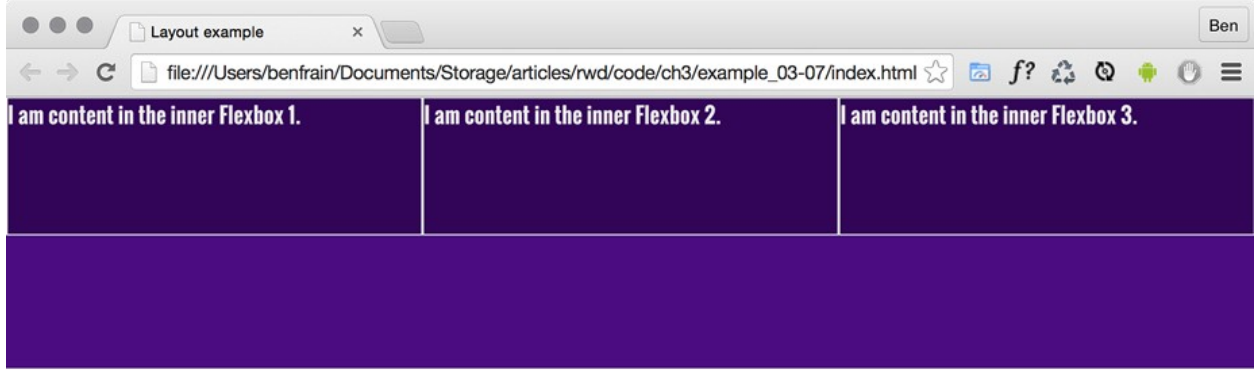 Layout example
Ben
file:///Users/benfrain/Documents/Storage/articles/rwd/code/ch3/example_03-07/index.html
f?
I am content in the inner Flexbox 1.
I am content in the inner Flexbox 2.
I am content in the inner Flexbox 3.